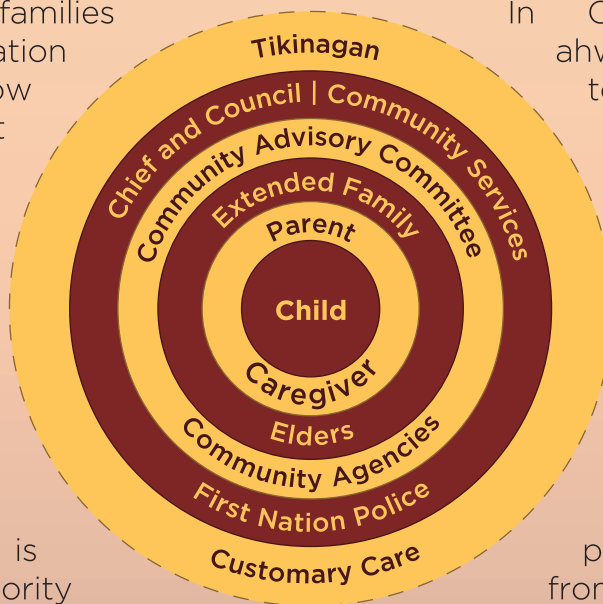 families
ation
ow
t
In
ahw
t
Tikinagan
Chief and Council | Community Services
Community Advisory Committee
Extended Family
Parent
Child
Caregiver
Elders
Community Agencies
First Nation Police
Customary Care
is
ority
p
from